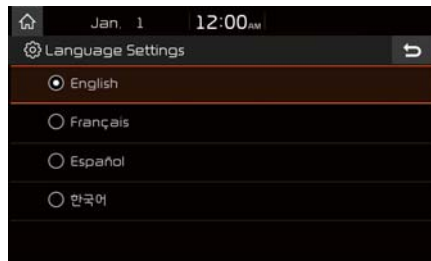 Jan. 1 12:00AM
Language Settings
English
Français
Español
한국어